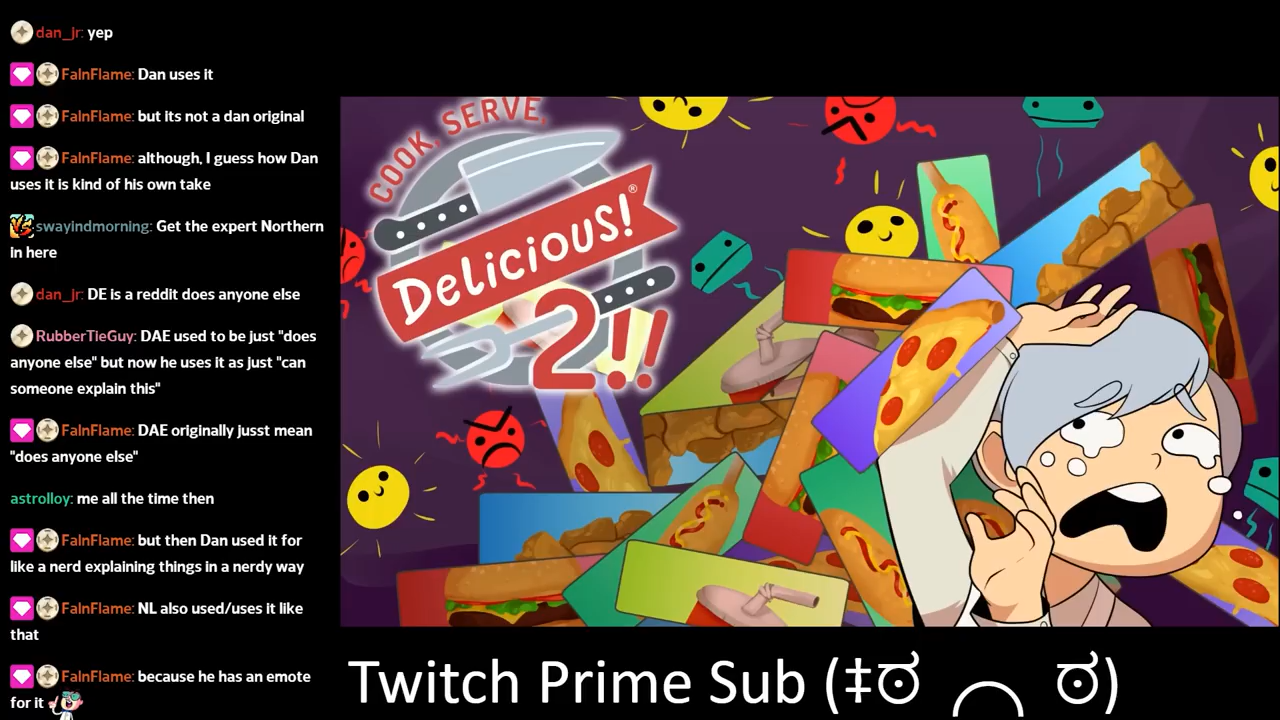 dan_jr: yep
FalnFlame: Dan uses it
FalnFlame: but its not a dan original
FalnFlame: although, I guess how Dan
uses it is kind of his own take
swayindmorning: Get the expert Northern
in here
dan_jr: DE is a reddit does anyone else
RubberTieGuy: DAE used to be just "does
anyone else" but now he uses it as just "can
someone explain this"
FalnFlame: DAE originally jusst mean
"does anyone else"
astrolloy: me all the time then
FalnFlame: but then Dan used it for
like a nerd explaining things in a nerdy way
FalnFlame: NL also used/uses it like
that
FalnFlame: because he has an emote
for it
COOK, SERVE,
Delicious!®
2!!
Twitch Prime Sub (‡ಠ ╭╮ ಠ)